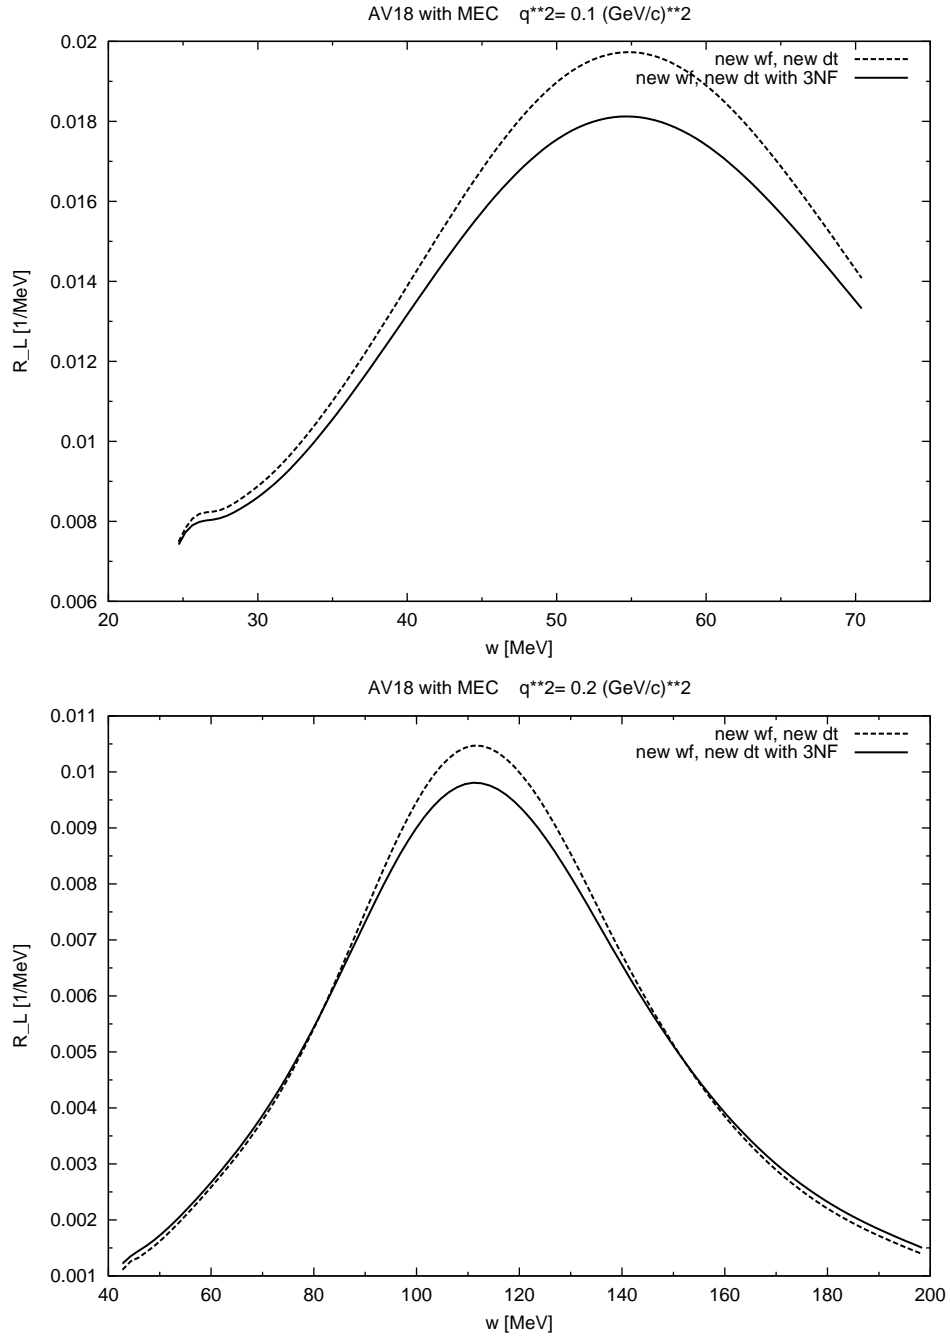 AV18 with MEC    q**2= 0.1 (GeV/c)**2
new wf, new dt
new wf, new dt with 3NF
R_L [1/MeV]
0.02
0.018
0.016
0.014
0.012
0.01
0.008
0.006
20 30 40 50 60 70
w [MeV]
AV18 with MEC    q**2= 0.2 (GeV/c)**2
new wf, new dt
new wf, new dt with 3NF
R_L [1/MeV]
0.011
0.01
0.009
0.008
0.007
0.006
0.005
0.004
0.003
0.002
0.001
40 60 80 100 120 140 160 180 200
w [MeV]